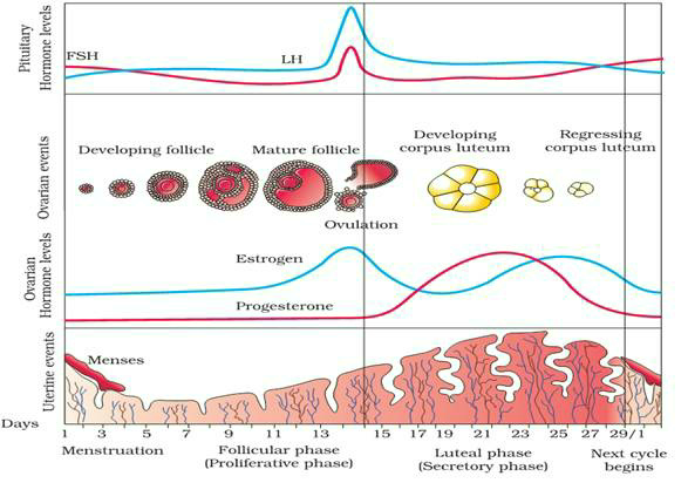 Pituitary
Hormone levels
FSH
LH
Ovarian events
Developing follicle
Mature follicle
Developing
corpus luteum
Regressing
corpus luteum
Ovulation
Ovarian
Hormone levels
Estrogen
Progesterone
Uterine events
Menses
Days
1 3 5 7 9 11 13 15 17 19 21 23 25 27 29/1
Menstruation
Follicular phase
(Proliferative phase)
Luteal phase
(Secretory phase)
Next cycle
begins